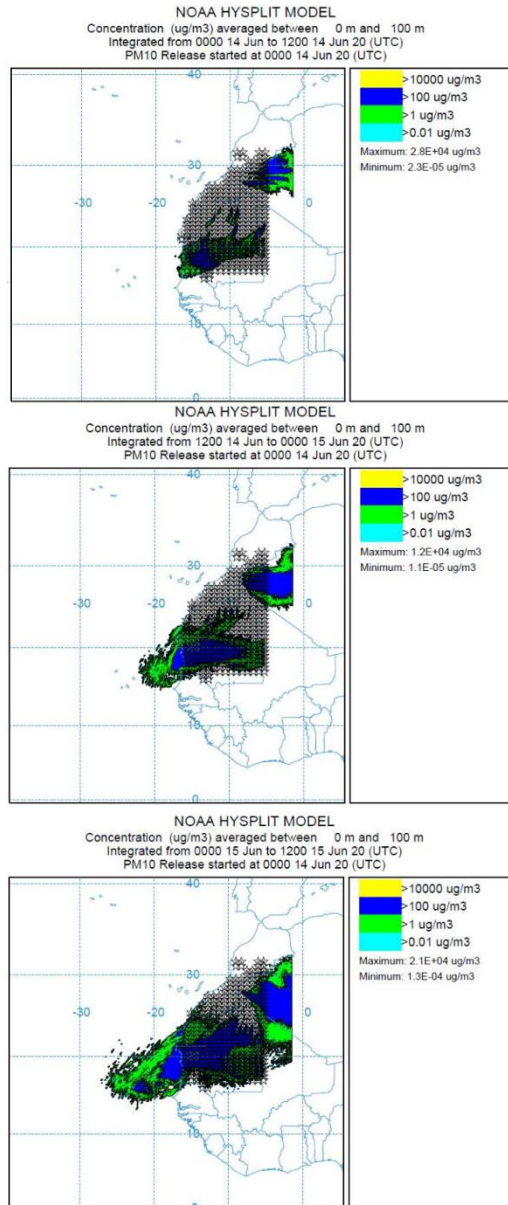 NOAA HYSPLIT MODEL
Concentration (ug/m3) averaged between 0 m and 100 m
Integrated from 0000 14 Jun to 1200 14 Jun 20 (UTC)
PM10 Release started at 0000 14 Jun 20 (UTC)
>10000 ug/m3
>100 ug/m3
>1 ug/m3
>0.01 ug/m3
Maximum: 2.8E+04 ug/m3
Minimum: 2.3E-05 ug/m3
40
30
-30 -20 -10 0
10
0
NOAA HYSPLIT MODEL
Concentration (ug/m3) averaged between 0 m and 100 m
Integrated from 1200 14 Jun to 0000 15 Jun 20 (UTC)
PM10 Release started at 0000 14 Jun 20 (UTC)
>10000 ug/m3
>100 ug/m3
>1 ug/m3
>0.01 ug/m3
Maximum: 1.2E+04 ug/m3
Minimum: 1.1E-05 ug/m3
40
30
-30 -20 0
10
0
NOAA HYSPLIT MODEL
Concentration (ug/m3) averaged between 0 m and 100 m
Integrated from 0000 15 Jun to 1200 15 Jun 20 (UTC)
PM10 Release started at 0000 14 Jun 20 (UTC)
>10000 ug/m3
>100 ug/m3
>1 ug/m3
>0.01 ug/m3
Maximum: 2.1E+04 ug/m3
Minimum: 1.3E-04 ug/m3
40
30
-30 -20 0
10
0